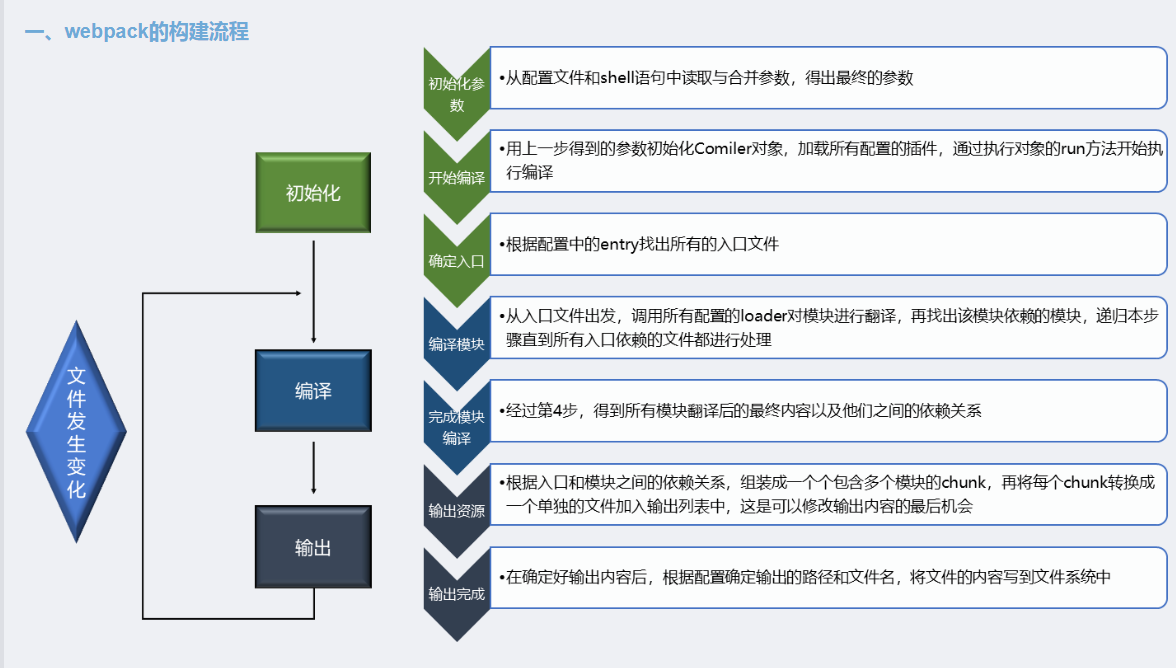 一、webpack的构建流程
初始化
编译
输出
文
件
发
生
变
化
初始化参
数
•从配置文件和shell语句中读取与合并参数，得出最终的参数
开始编译
•用上一步得到的参数初始化Comiler对象，加载所有配置的插件，通过执行对象的run方法开始执
行编译
确定入口
•根据配置中的entry找出所有的入口文件
编译模块
•从入口文件出发，调用所有配置的loader对模块进行翻译，再找出该模块依赖的模块，递归本步
骤直到所有入口依赖的文件都进行处理
完成模块
编译
•经过第4步，得到所有模块翻译后的最终内容以及他们之间的依赖关系
输出资源
•根据入口和模块之间的依赖关系，组装成一个个包含多个模块的chunk，再将每个chunk转换成
一个单独的文件加入输出列表中，这是可以修改输出内容的最后机会
输出完成
•在确定好输出内容后，根据配置确定输出的路径和文件名，将文件的内容写到文件系统中